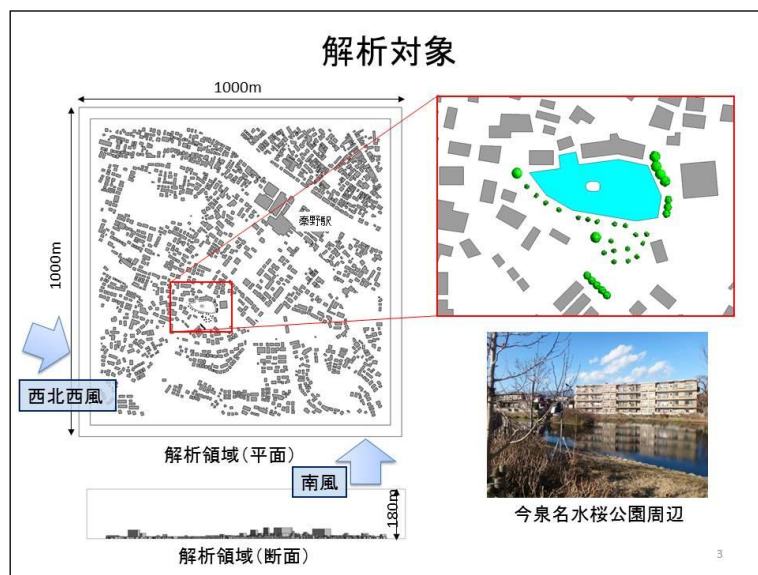 解析対象
1000m
1000m
秦野駅
西北西風
解析領域（平面）
南風
180m
解析領域（断面）
今泉名水桜公園周辺
3